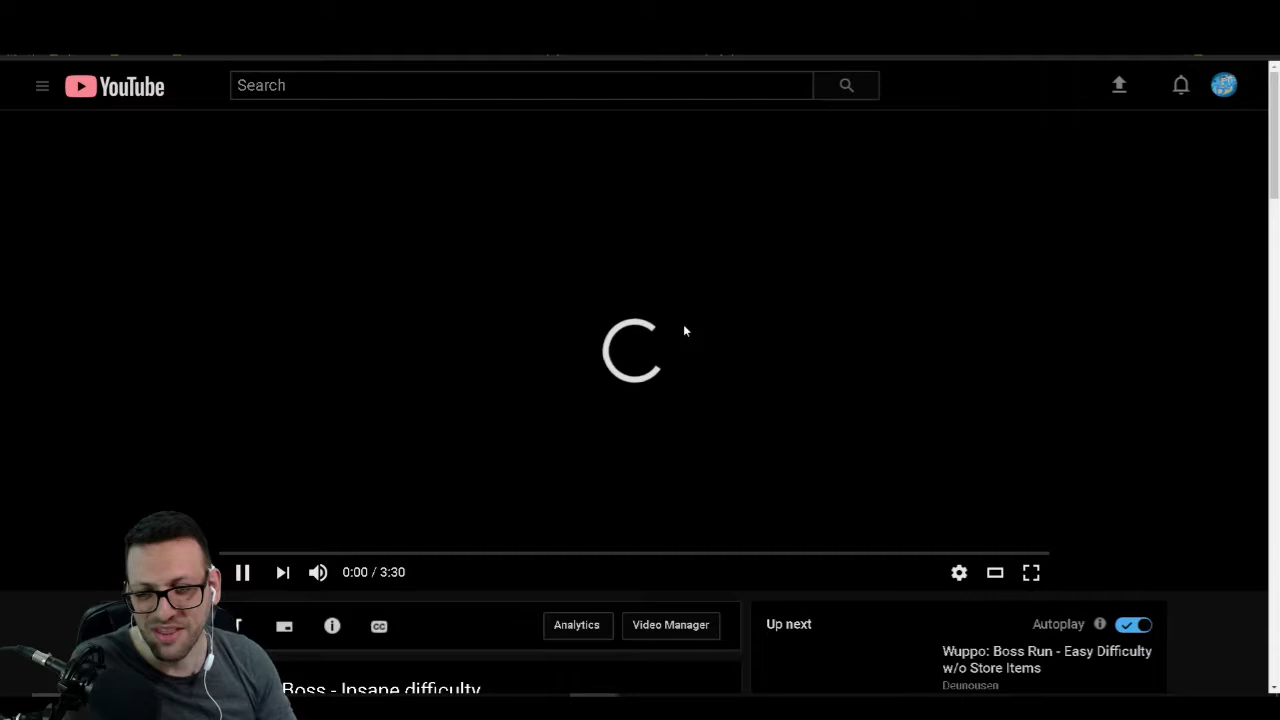 YouTube
Search
0:00 / 3:30
Analytics
Video Manager
Up next
Autoplay
Wuppo: Boss Run - Easy Difficulty
w/o Store Items
Deunousen
Boss - Insane difficulty